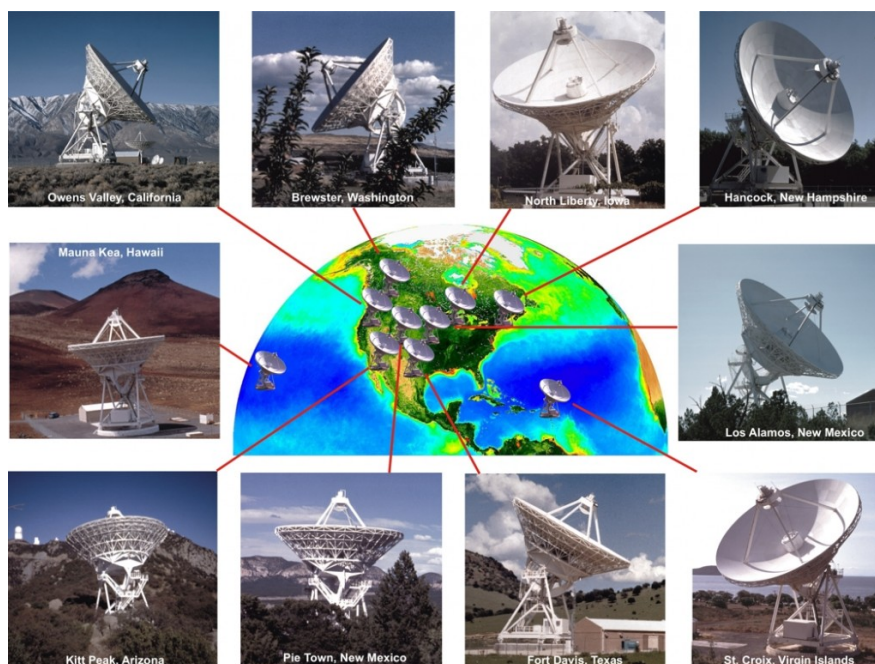 Owens Valley, California
Brewster, Washington
North Liberty, Iowa
Hancock, New Hampshire
Mauna Kea, Hawaii
Los Alamos, New Mexico
Kitt Peak, Arizona
Pie Town, New Mexico
Fort Davis, Texas
St. Croix, Virgin Islands